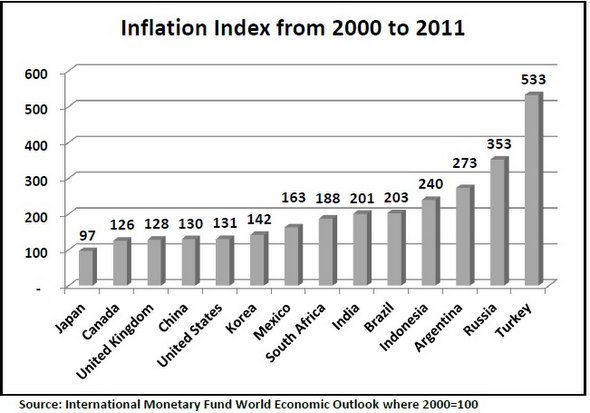 Inflation Index from 2000 to 2011
600
500
400
300
200
100
-
97
126
128
130
131
142
163
188
201
203
240
273
353
533
Japan
Canada
United Kingdom
China
United States
Korea
Mexico
South Africa
India
Brazil
Indonesia
Argentina
Russia
Turkey
Source: International Monetary Fund World Economic Outlook where 2000=100